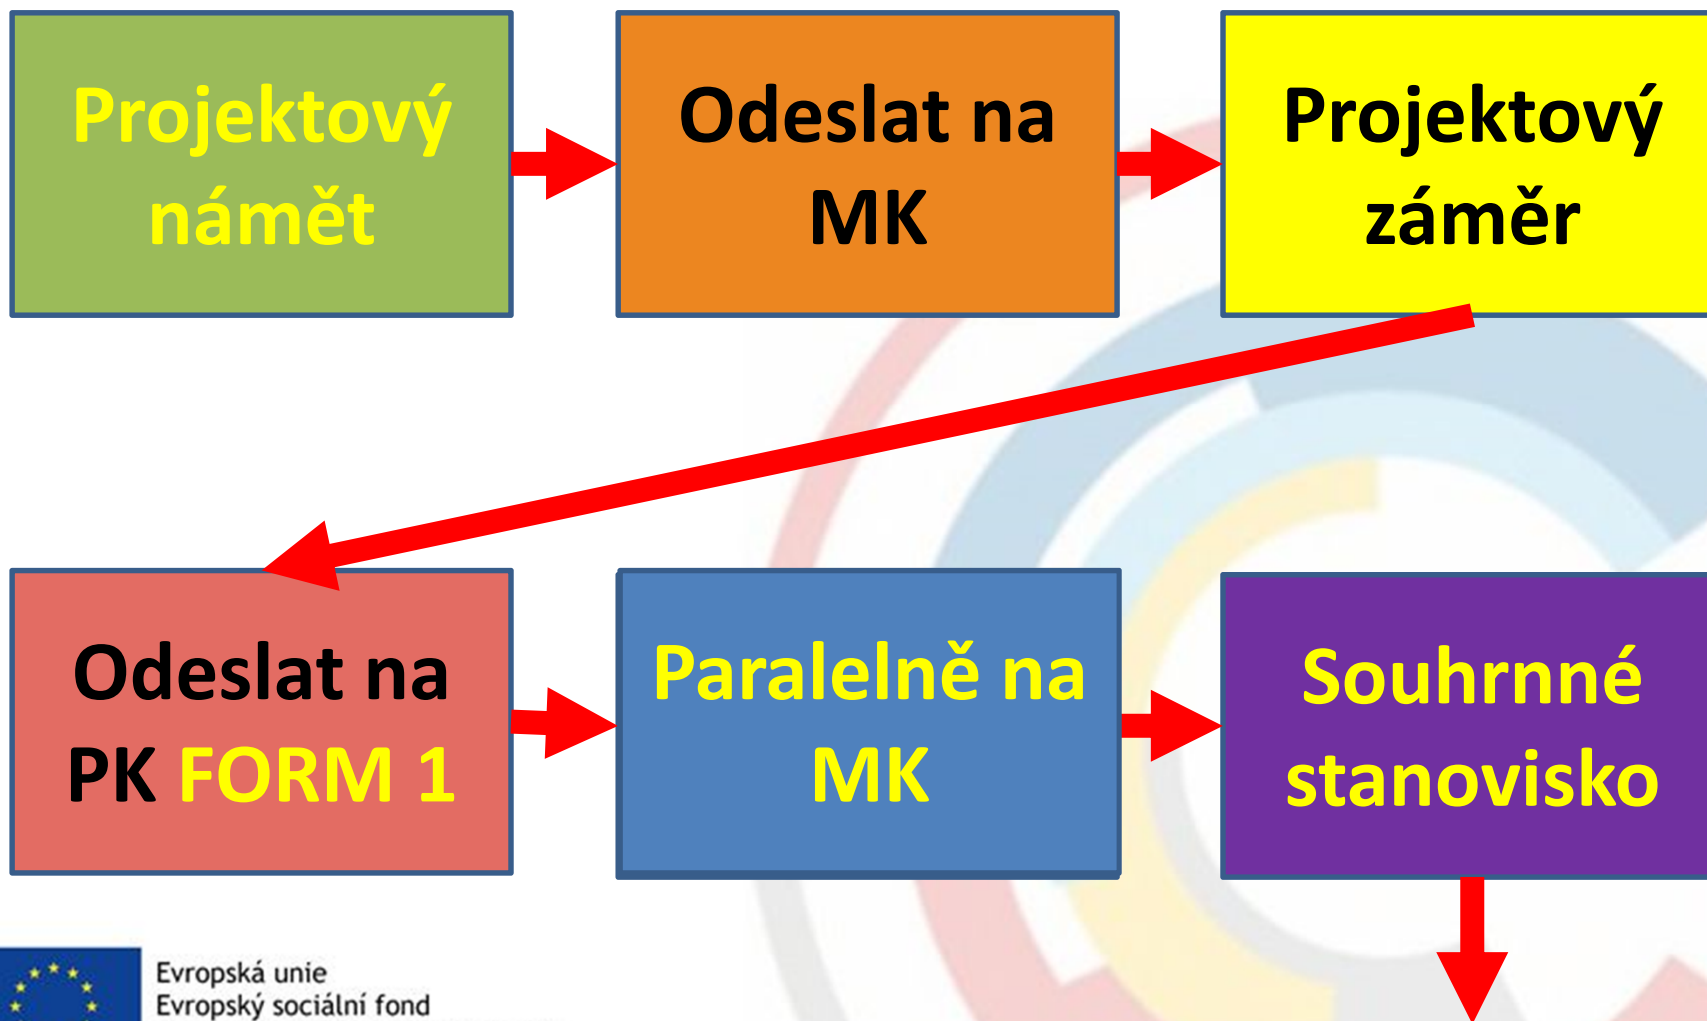 Projektový
námět
Odeslat na
MK
Projektový
záměr
Odeslat na
PK FORM 1
Paralelně na
MK
Souhrnné
stanovisko
Evropská unie
Evropský sociální fond